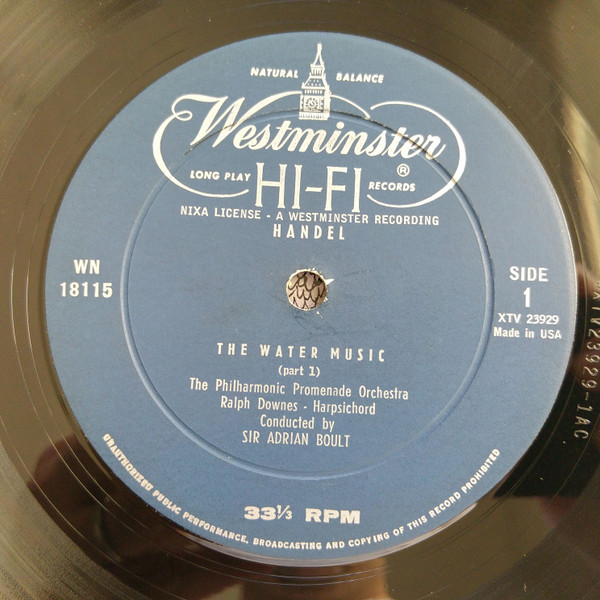 NATURAL BALANCE
Westminster ®
LONG PLAY HI-FI RECORDS
NIXA LICENSE - A WESTMINSTER RECORDING
HANDEL
WN
18115
SIDE
1
XTV 23929
Made in USA
THE WATER MUSIC
(part 1)
The Philharmonic Promenade Orchestra
Ralph Downes - Harpsichord
Conducted by
SIR ADRIAN BOULT
33⅓ RPM
UNAUTHORIZED PUBLIC PERFORMANCE, BROADCASTING AND COPYING OF THIS RECORD PROHIBITED
XTV23929-1AC